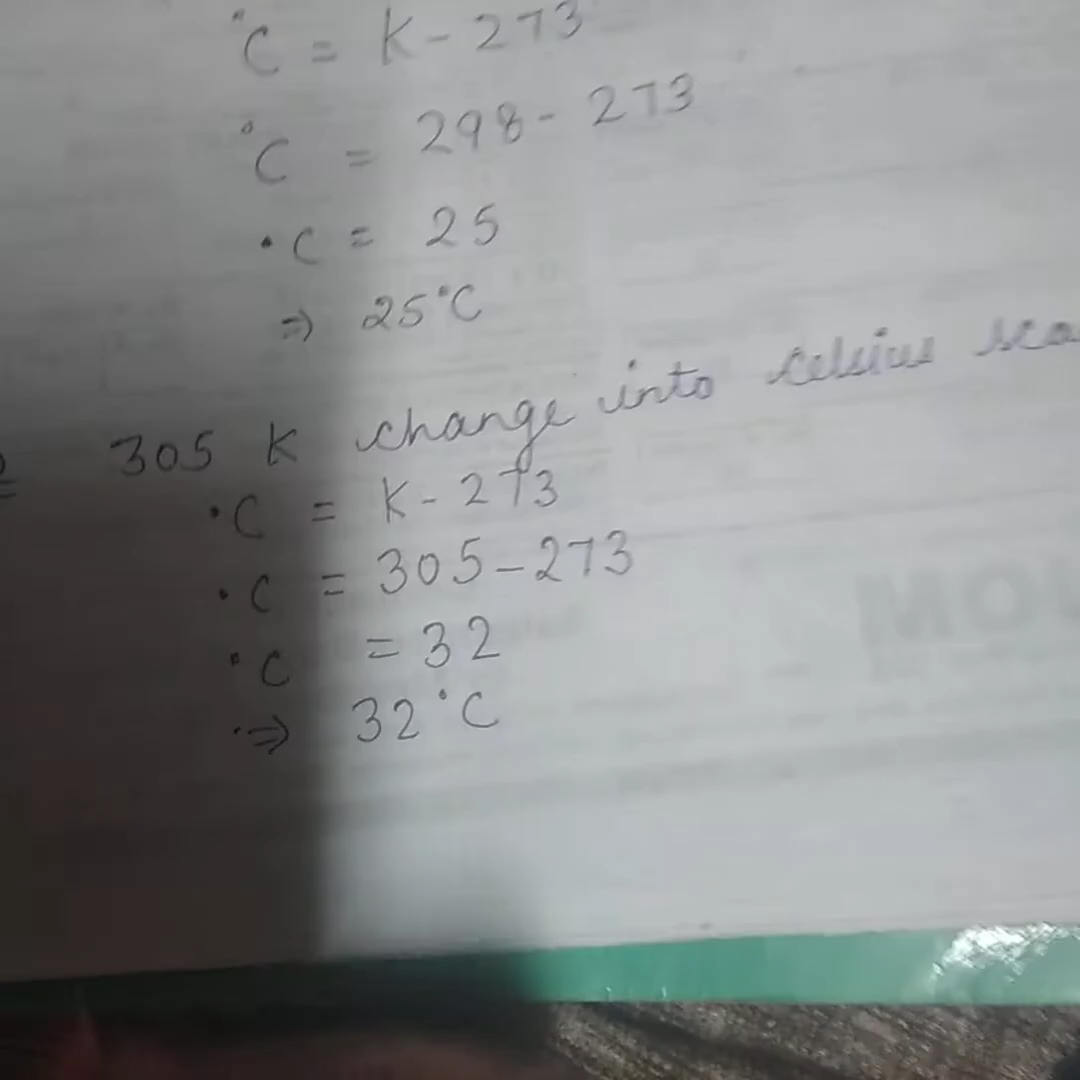 °C = K - 273
°C = 298 - 273
°C = 25
⇒ 25°C
305 K change into celsius
°C = K - 273
°C = 305 - 273
°C = 32
⇒ 32°C